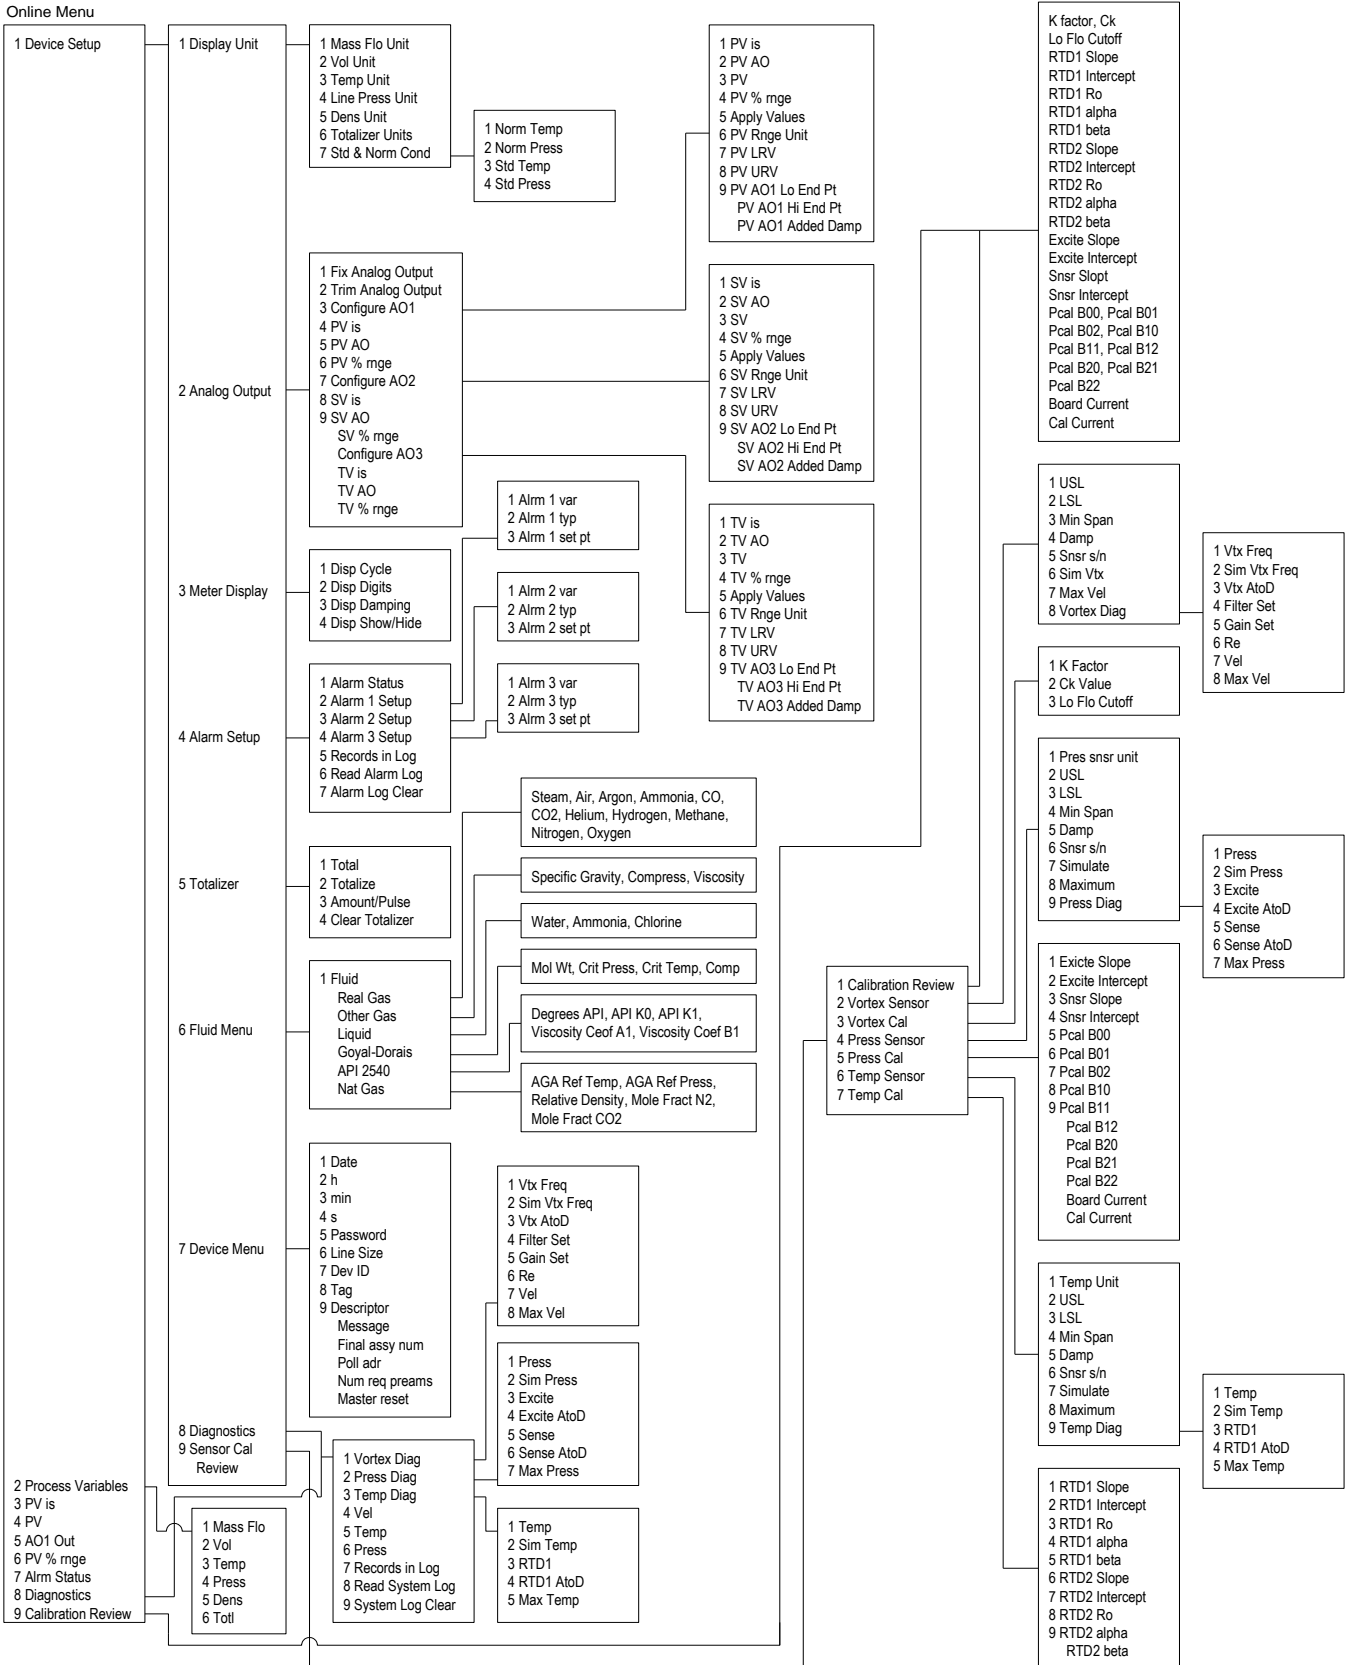 Online Menu
1 Device Setup
2 Process Variables
3 PV is
4 PV
5 AO1 Out
6 PV % rnge
7 Alrm Status
8 Diagnostics
9 Calibration Review
1 Display Unit
2 Analog Output
3 Meter Display
4 Alarm Setup
5 Totalizer
6 Fluid Menu
7 Device Menu
8 Diagnostics
9 Sensor Cal
Review
1 Mass Flo
2 Vol
3 Temp
4 Press
5 Dens
6 Totl
1 Mass Flo Unit
2 Vol Unit
3 Temp Unit
4 Line Press Unit
5 Dens Unit
6 Totalizer Units
7 Std & Norm Cond
1 Norm Temp
2 Norm Press
3 Std Temp
4 Std Press
1 Fix Analog Output
2 Trim Analog Output
3 Configure AO1
4 PV is
5 PV AO
6 PV % rnge
7 Configure AO2
8 SV is
9 SV AO
SV % rnge
Configure AO3
TV is
TV AO
TV % rnge
1 PV is
2 PV AO
3 PV
4 PV % rnge
5 Apply Values
6 PV Rnge Unit
7 PV LRV
8 PV URV
9 PV AO1 Lo End Pt
PV AO1 Hi End Pt
PV AO1 Added Damp
1 SV is
2 SV AO
3 SV
4 SV % rnge
5 Apply Values
6 SV Rnge Unit
7 SV LRV
8 SV URV
9 SV AO2 Lo End Pt
SV AO2 Hi End Pt
SV AO2 Added Damp
1 TV is
2 TV AO
3 TV
4 TV % rnge
5 Apply Values
6 TV Rnge Unit
7 TV LRV
8 TV URV
9 TV AO3 Lo End Pt
TV AO3 Hi End Pt
TV AO3 Added Damp
1 Disp Cycle
2 Disp Digits
3 Disp Damping
4 Disp Show/Hide
1 Alarm Status
2 Alarm 1 Setup
3 Alarm 2 Setup
4 Alarm 3 Setup
5 Records in Log
6 Read Alarm Log
7 Alarm Log Clear
1 Alrm 1 var
2 Alrm 1 typ
3 Alrm 1 set pt
1 Alrm 2 var
2 Alrm 2 typ
3 Alrm 2 set pt
1 Alrm 3 var
2 Alrm 3 typ
3 Alrm 3 set pt
1 Total
2 Totalize
3 Amount/Pulse
4 Clear Totalizer
1 Fluid
Real Gas
Other Gas
Liquid
Goyal-Dorais
API 2540
Nat Gas
Steam, Air, Argon, Ammonia, CO,
CO2, Helium, Hydrogen, Methane,
Nitrogen, Oxygen
Specific Gravity, Compress, Viscosity
Water, Ammonia, Chlorine
Mol Wt, Crit Press, Crit Temp, Comp
Degrees API, API K0, API K1,
Viscosity Ceof A1, Viscosity Coef B1
AGA Ref Temp, AGA Ref Press,
Relative Density, Mole Fract N2,
Mole Fract CO2
1 Date
2 h
3 min
4 s
5 Password
6 Line Size
7 Dev ID
8 Tag
9 Descriptor
Message
Final assy num
Poll adr
Num req preams
Master reset
1 Vortex Diag
2 Press Diag
3 Temp Diag
4 Vel
5 Temp
6 Press
7 Records in Log
8 Read System Log
9 System Log Clear
1 Vtx Freq
2 Sim Vtx Freq
3 Vtx AtoD
4 Filter Set
5 Gain Set
6 Re
7 Vel
8 Max Vel
1 Press
2 Sim Press
3 Excite
4 Excite AtoD
5 Sense
6 Sense AtoD
7 Max Press
1 Temp
2 Sim Temp
3 RTD1
4 RTD1 AtoD
5 Max Temp
1 Calibration Review
2 Vortex Sensor
3 Vortex Cal
4 Press Sensor
5 Press Cal
6 Temp Sensor
7 Temp Cal
K factor, Ck
Lo Flo Cutoff
RTD1 Slope
RTD1 Intercept
RTD1 Ro
RTD1 alpha
RTD1 beta
RTD2 Slope
RTD2 Intercept
RTD2 Ro
RTD2 alpha
RTD2 beta
Excite Slope
Excite Intercept
Snsr Slopt
Snsr Intercept
Pcal B00, Pcal B01
Pcal B02, Pcal B10
Pcal B11, Pcal B12
Pcal B20, Pcal B21
Pcal B22
Board Current
Cal Current
1 USL
2 LSL
3 Min Span
4 Damp
5 Snsr s/n
6 Sim Vtx
7 Max Vel
8 Vortex Diag
1 Vtx Freq
2 Sim Vtx Freq
3 Vtx AtoD
4 Filter Set
5 Gain Set
6 Re
7 Vel
8 Max Vel
1 K Factor
2 Ck Value
3 Lo Flo Cutoff
1 Pres snsr unit
2 USL
3 LSL
4 Min Span
5 Damp
6 Snsr s/n
7 Simulate
8 Maximum
9 Press Diag
1 Press
2 Sim Press
3 Excite
4 Excite AtoD
5 Sense
6 Sense AtoD
7 Max Press
1 Exicte Slope
2 Excite Intercept
3 Snsr Slope
4 Snsr Intercept
5 Pcal B00
6 Pcal B01
7 Pcal B02
8 Pcal B10
9 Pcal B11
Pcal B12
Pcal B20
Pcal B21
Pcal B22
Board Current
Cal Current
1 Temp Unit
2 USL
3 LSL
4 Min Span
5 Damp
6 Snsr s/n
7 Simulate
8 Maximum
9 Temp Diag
1 Temp
2 Sim Temp
3 RTD1
4 RTD1 AtoD
5 Max Temp
1 RTD1 Slope
2 RTD1 Intercept
3 RTD1 Ro
4 RTD1 alpha
5 RTD1 beta
6 RTD2 Slope
7 RTD2 Intercept
8 RTD2 Ro
9 RTD2 alpha
RTD2 beta